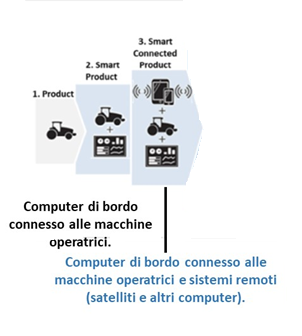 3. Smart
Connected
Product
2. Smart
Product
1. Product
+
+
+
Computer di bordo
connesso alle macchine
operatrici.
Computer di bordo connesso alle
macchine operatrici e sistemi remoti
(satelliti e altri computer).